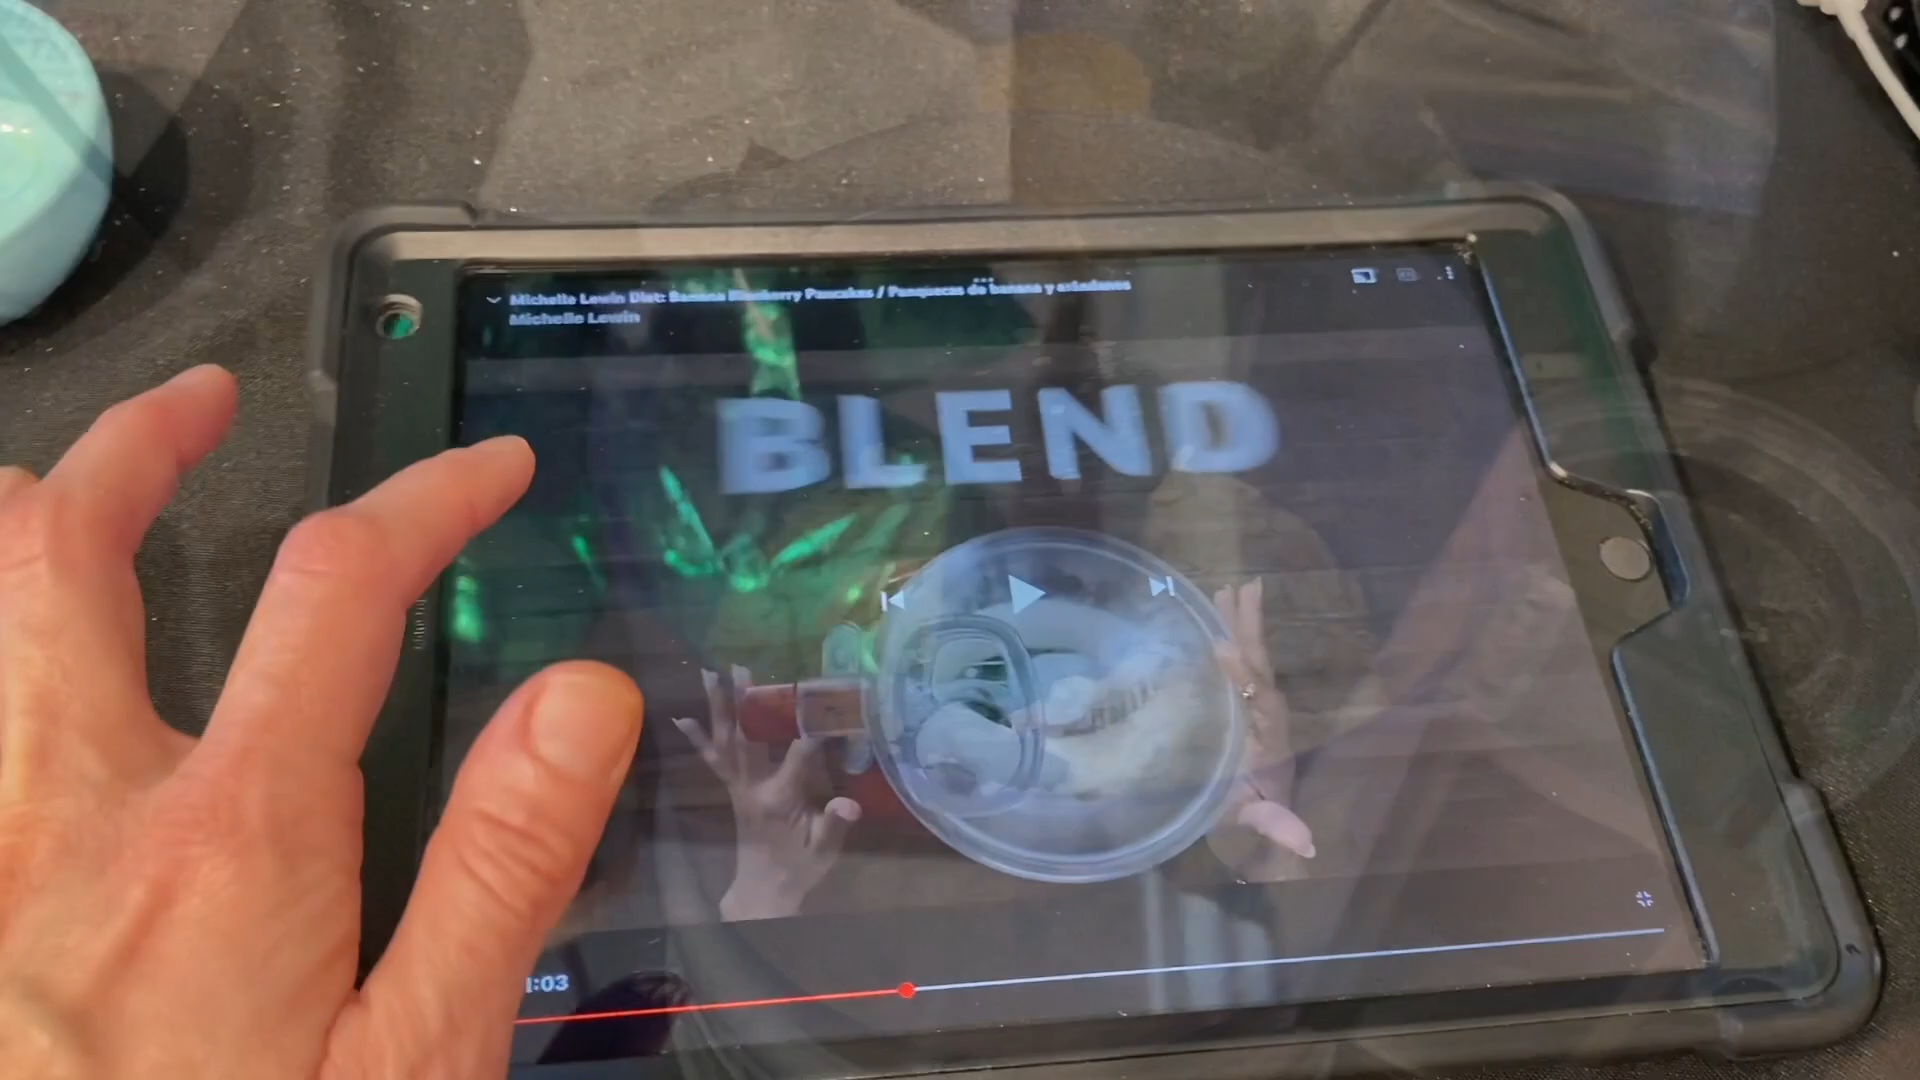 Michelle Lewin Diet: Banana Blueberry Pancakes / Panquecas de banana y arándanos
Michelle Lewin
BLEND
1:03